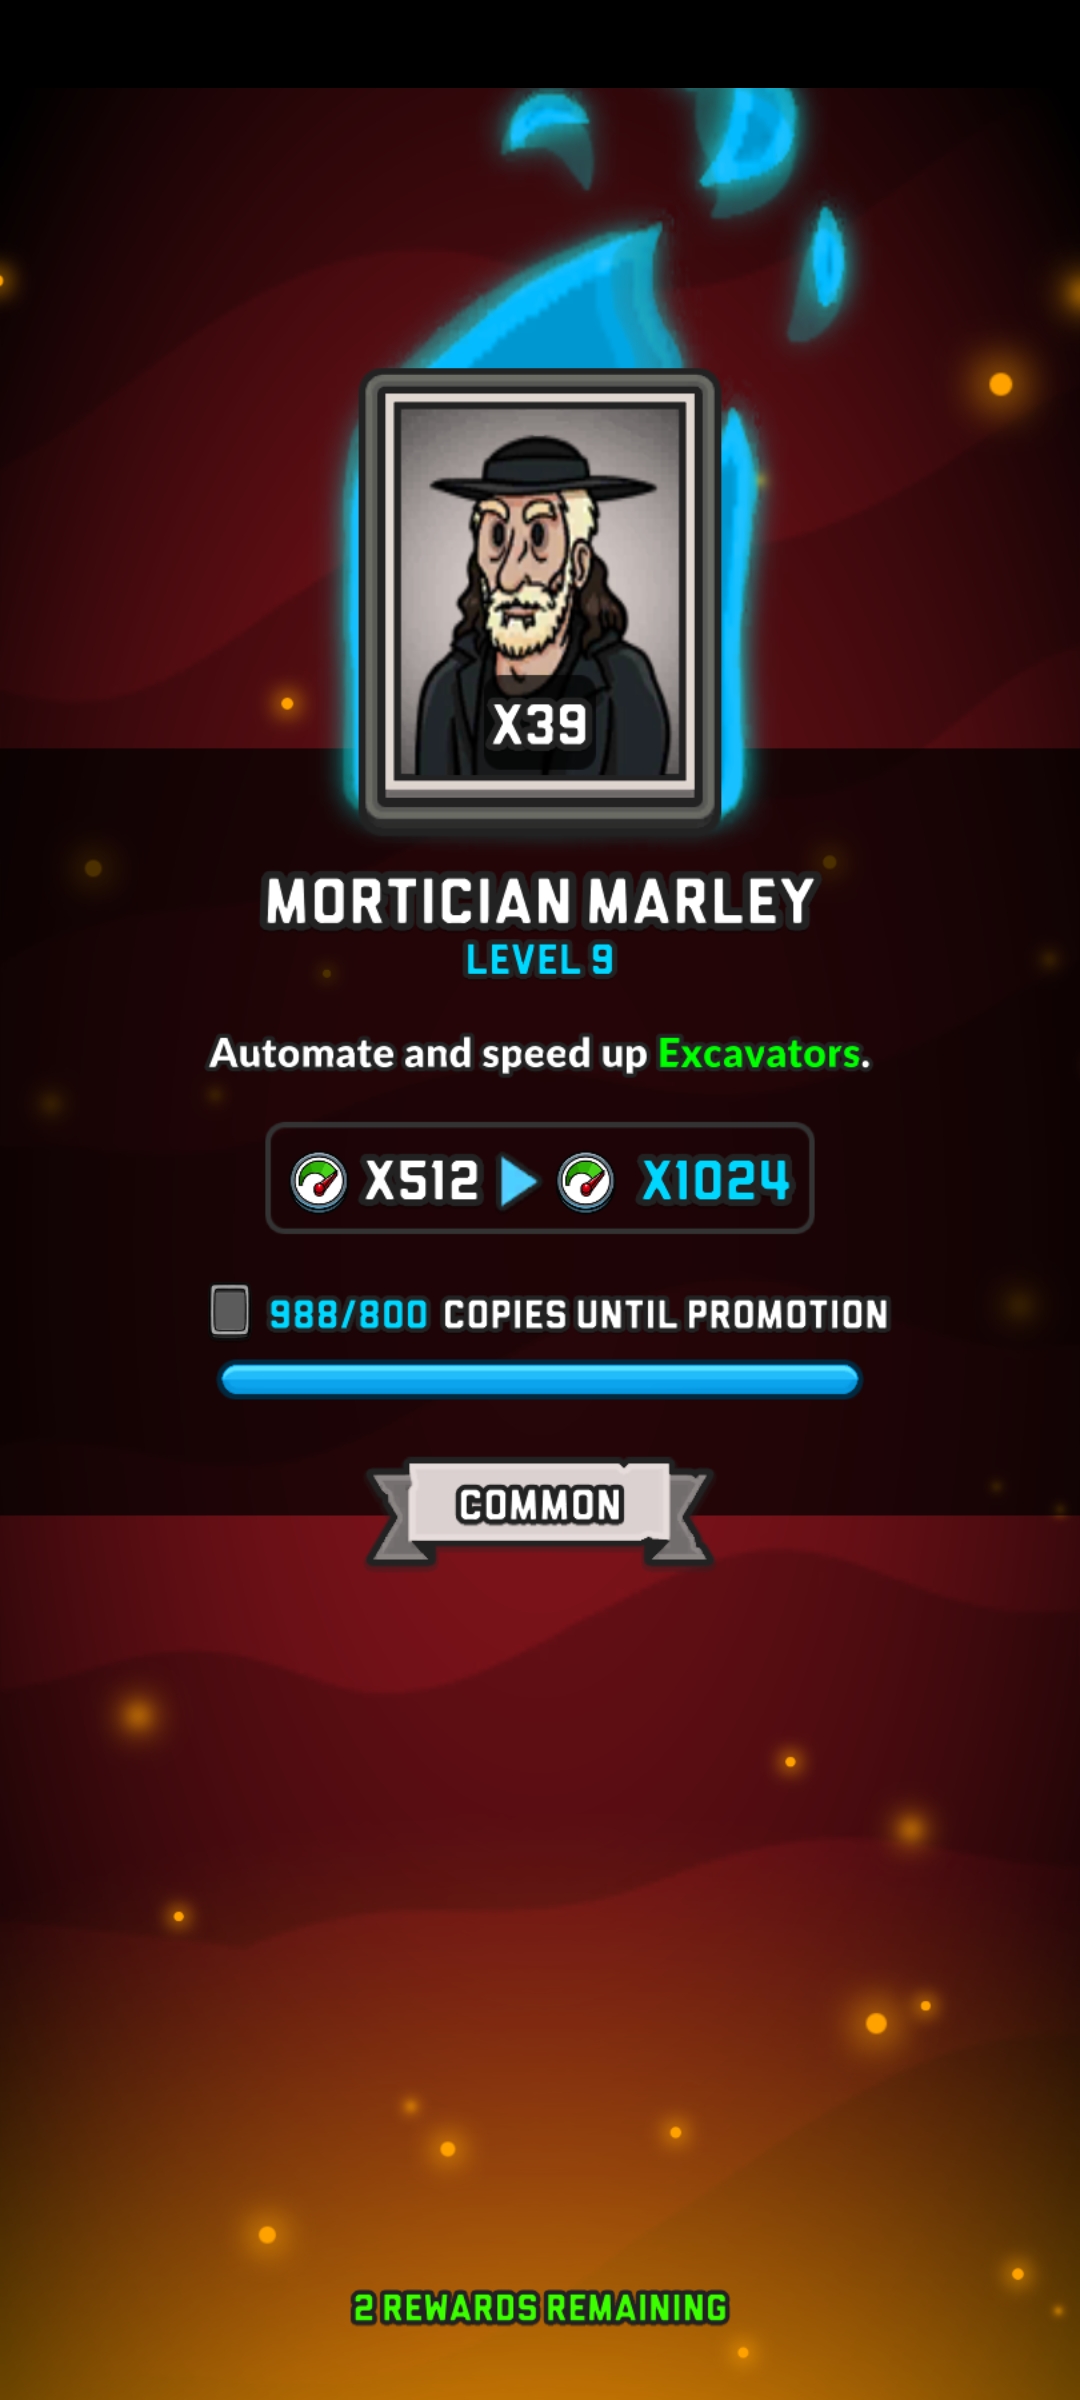 X39
MORTICIAN MARLEY
LEVEL 9
Automate and speed up Excavators.
X512 X1024
988/800 COPIES UNTIL PROMOTION
COMMON
2 REWARDS REMAINING